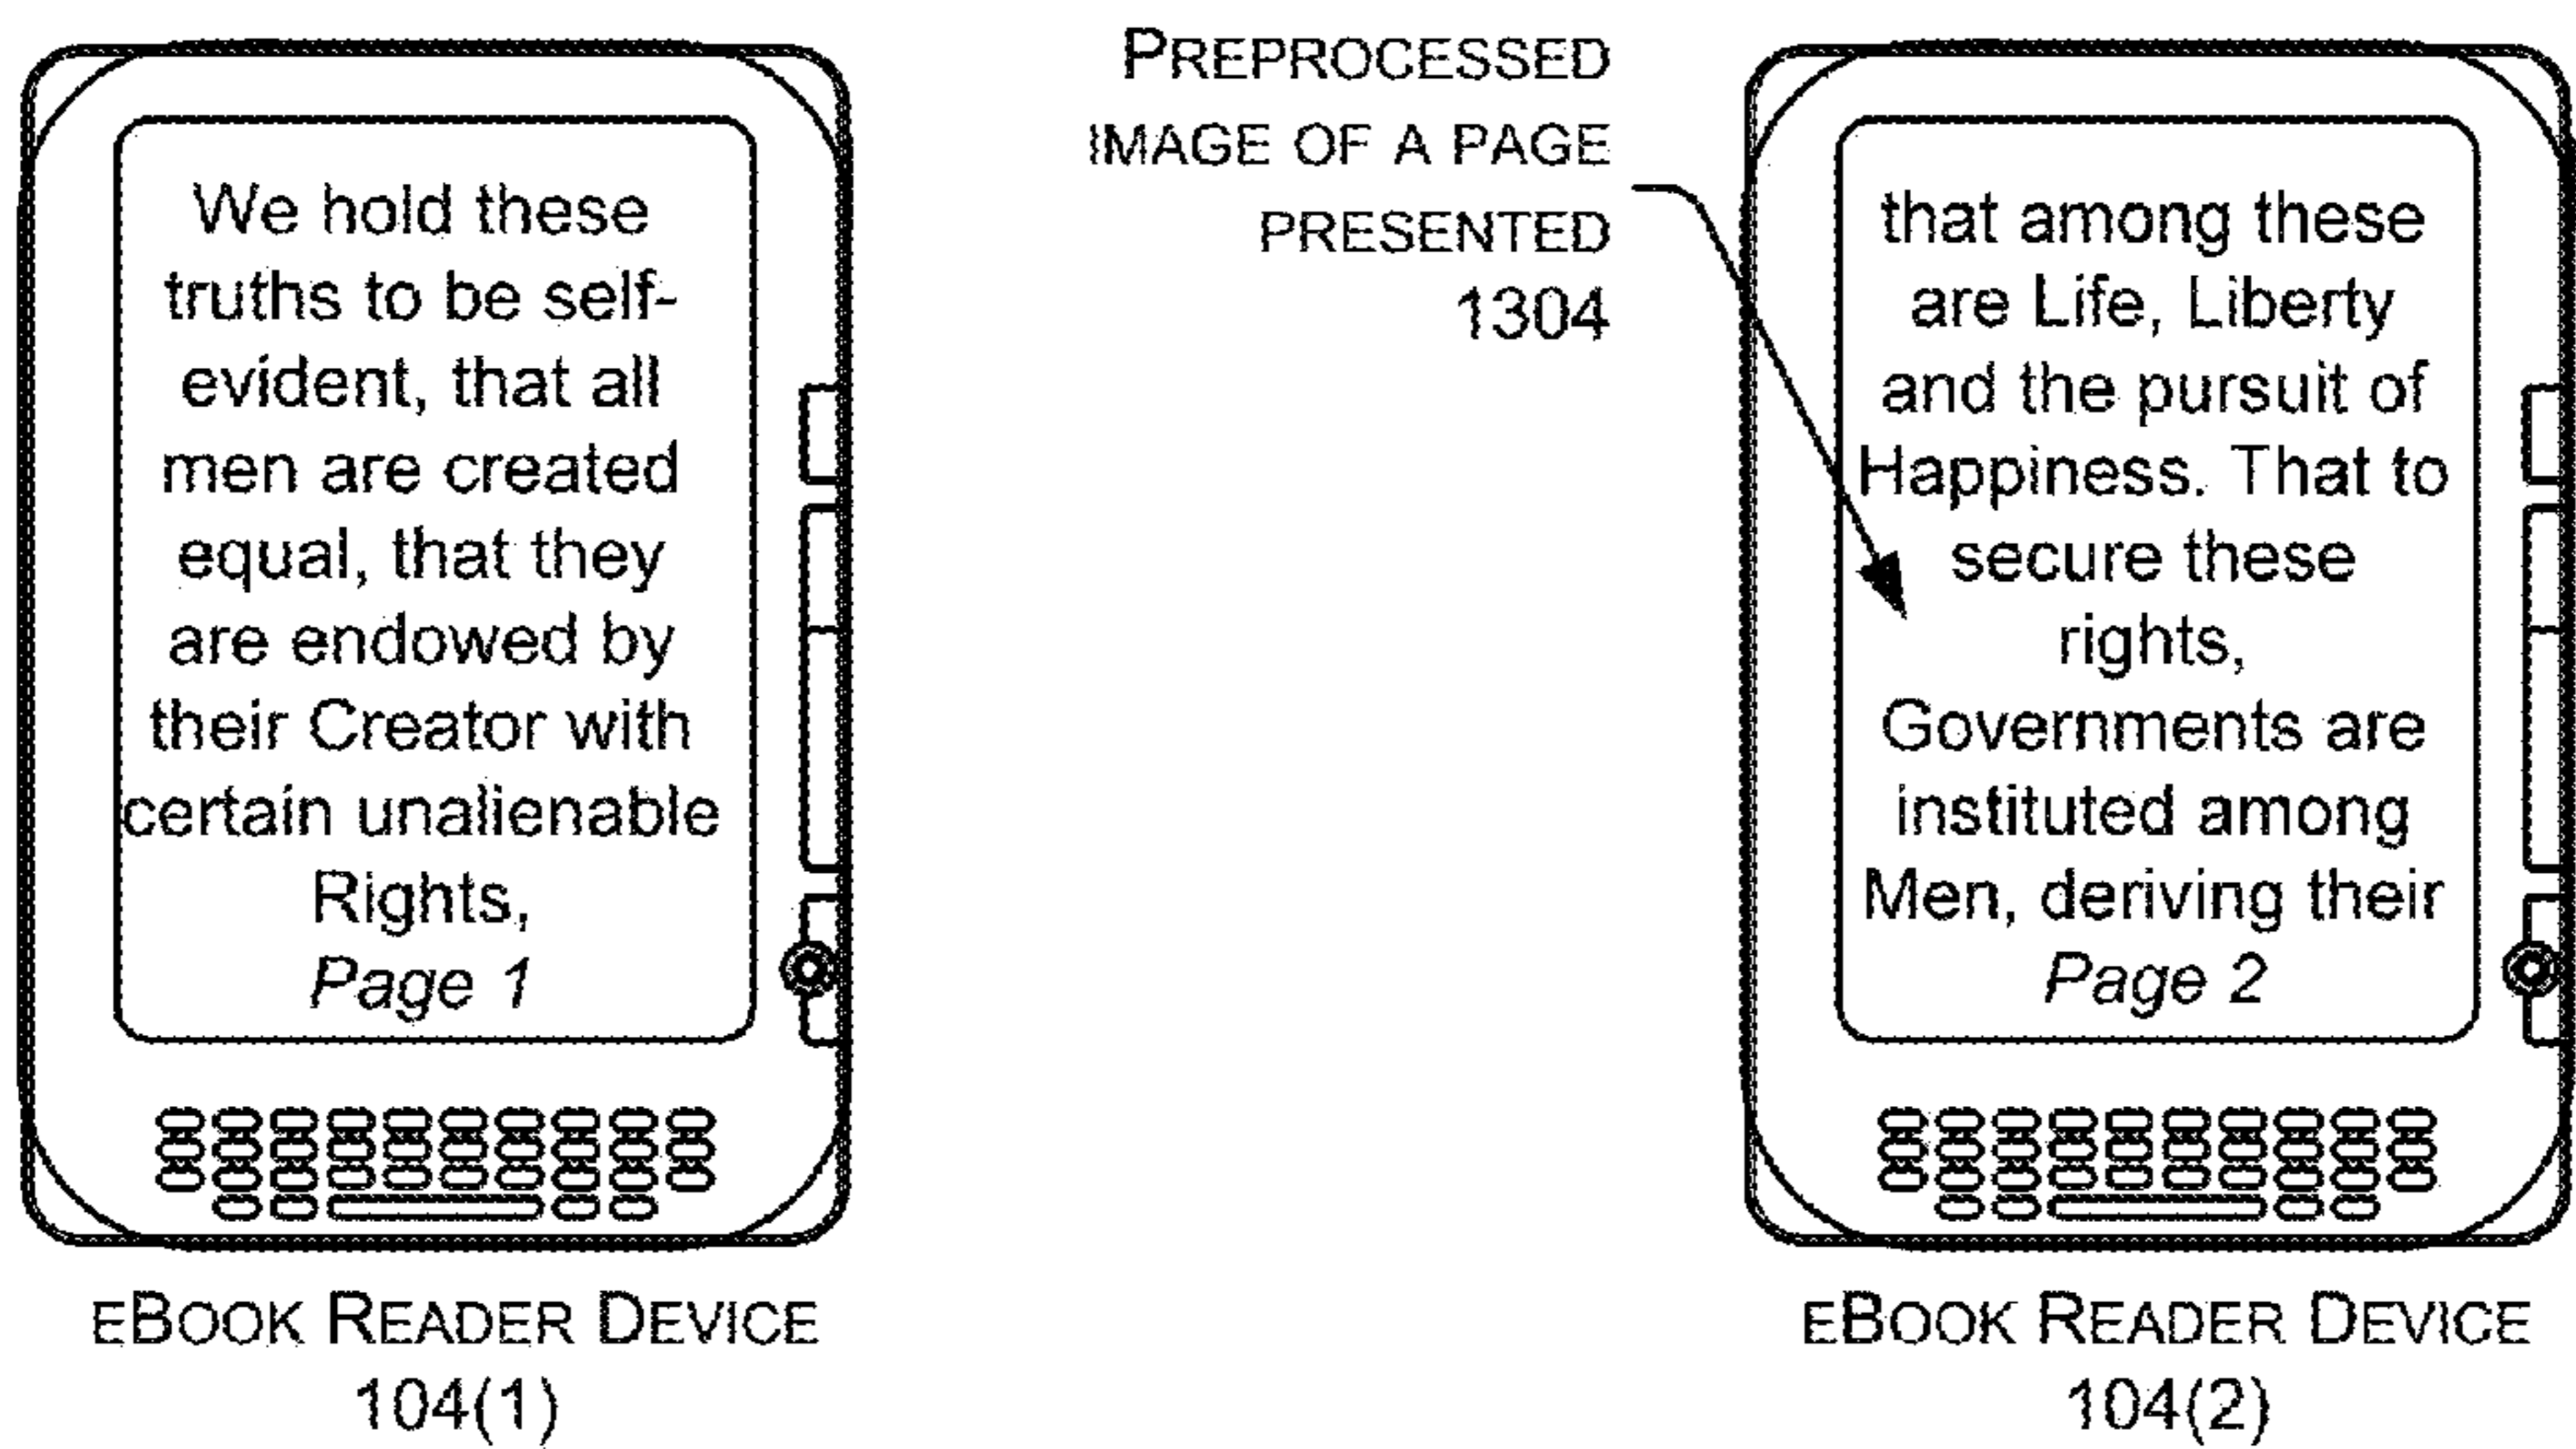 We hold these
truths to be self-
evident, that all
men are created
equal, that they
are endowed by
their Creator with
certain unalienable
Rights,
Page 1
EBOOK READER DEVICE
104(1)
PREPROCESSED
IMAGE OF A PAGE
PRESENTED
1304
that among these
are Life, Liberty
and the pursuit of
Happiness. That to
secure these
rights,
Governments are
instituted among
Men, deriving their
Page 2
EBOOK READER DEVICE
104(2)